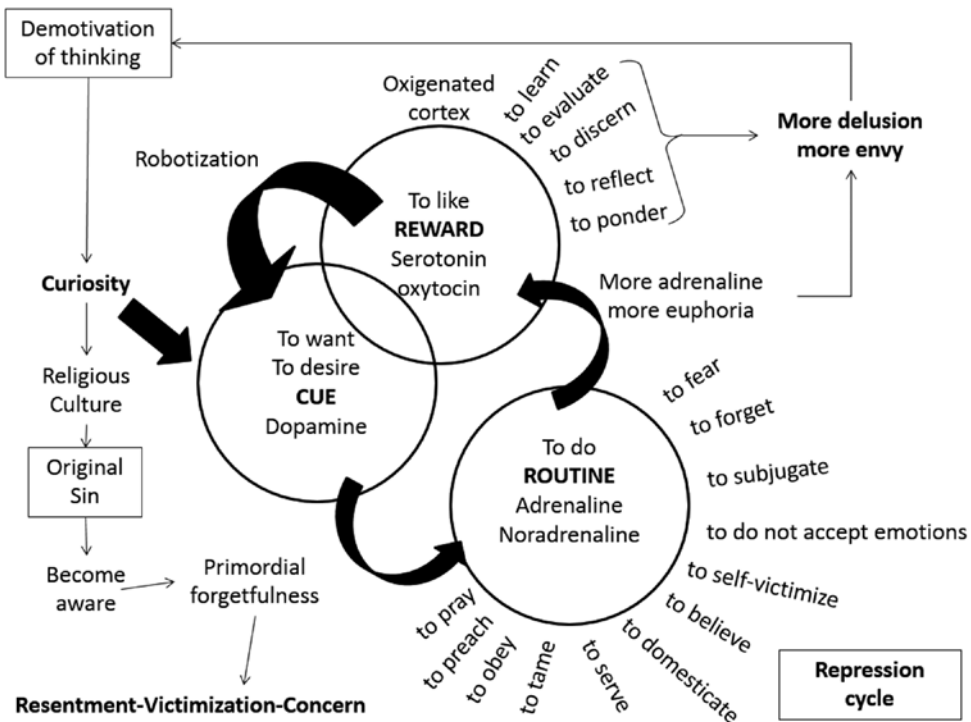 Demotivation
of thinking
Oxigenated
cortex
to learn
to evaluate
to discern
to reflect
to ponder
More delusion
more envy
Robotization
To like
REWARD
Serotonin
oxytocin
Curiosity
More adrenaline
more euphoria
To want
To desire
CUE
Dopamine
Religious
Culture
Original
Sin
Become
aware
Primordial
forgetfulness
Resentment-Victimization-Concern
To do
ROUTINE
Adrenaline
Noradrenaline
to fear
to forget
to subjugate
to do not accept emotions
to self-victimize
to believe
to domesticate
to serve
to tame
to obey
to preach
to pray
Repression
cycle